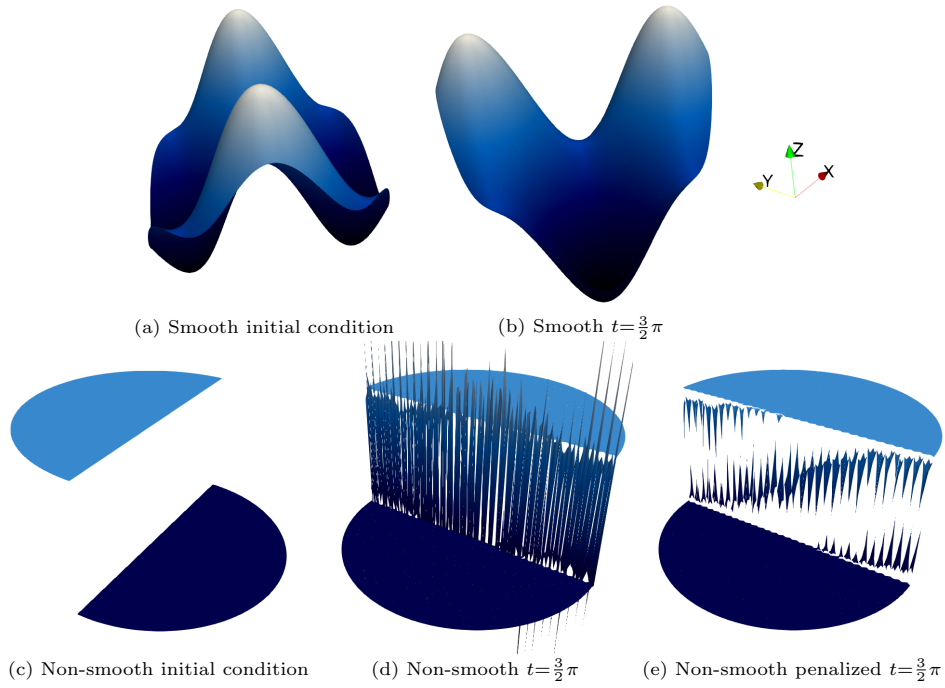 Z
X
Y
(a) Smooth initial condition
(b) Smooth t=3/2π
(c) Non-smooth initial condition
(d) Non-smooth t=3/2π
(e) Non-smooth penalized t=3/2π